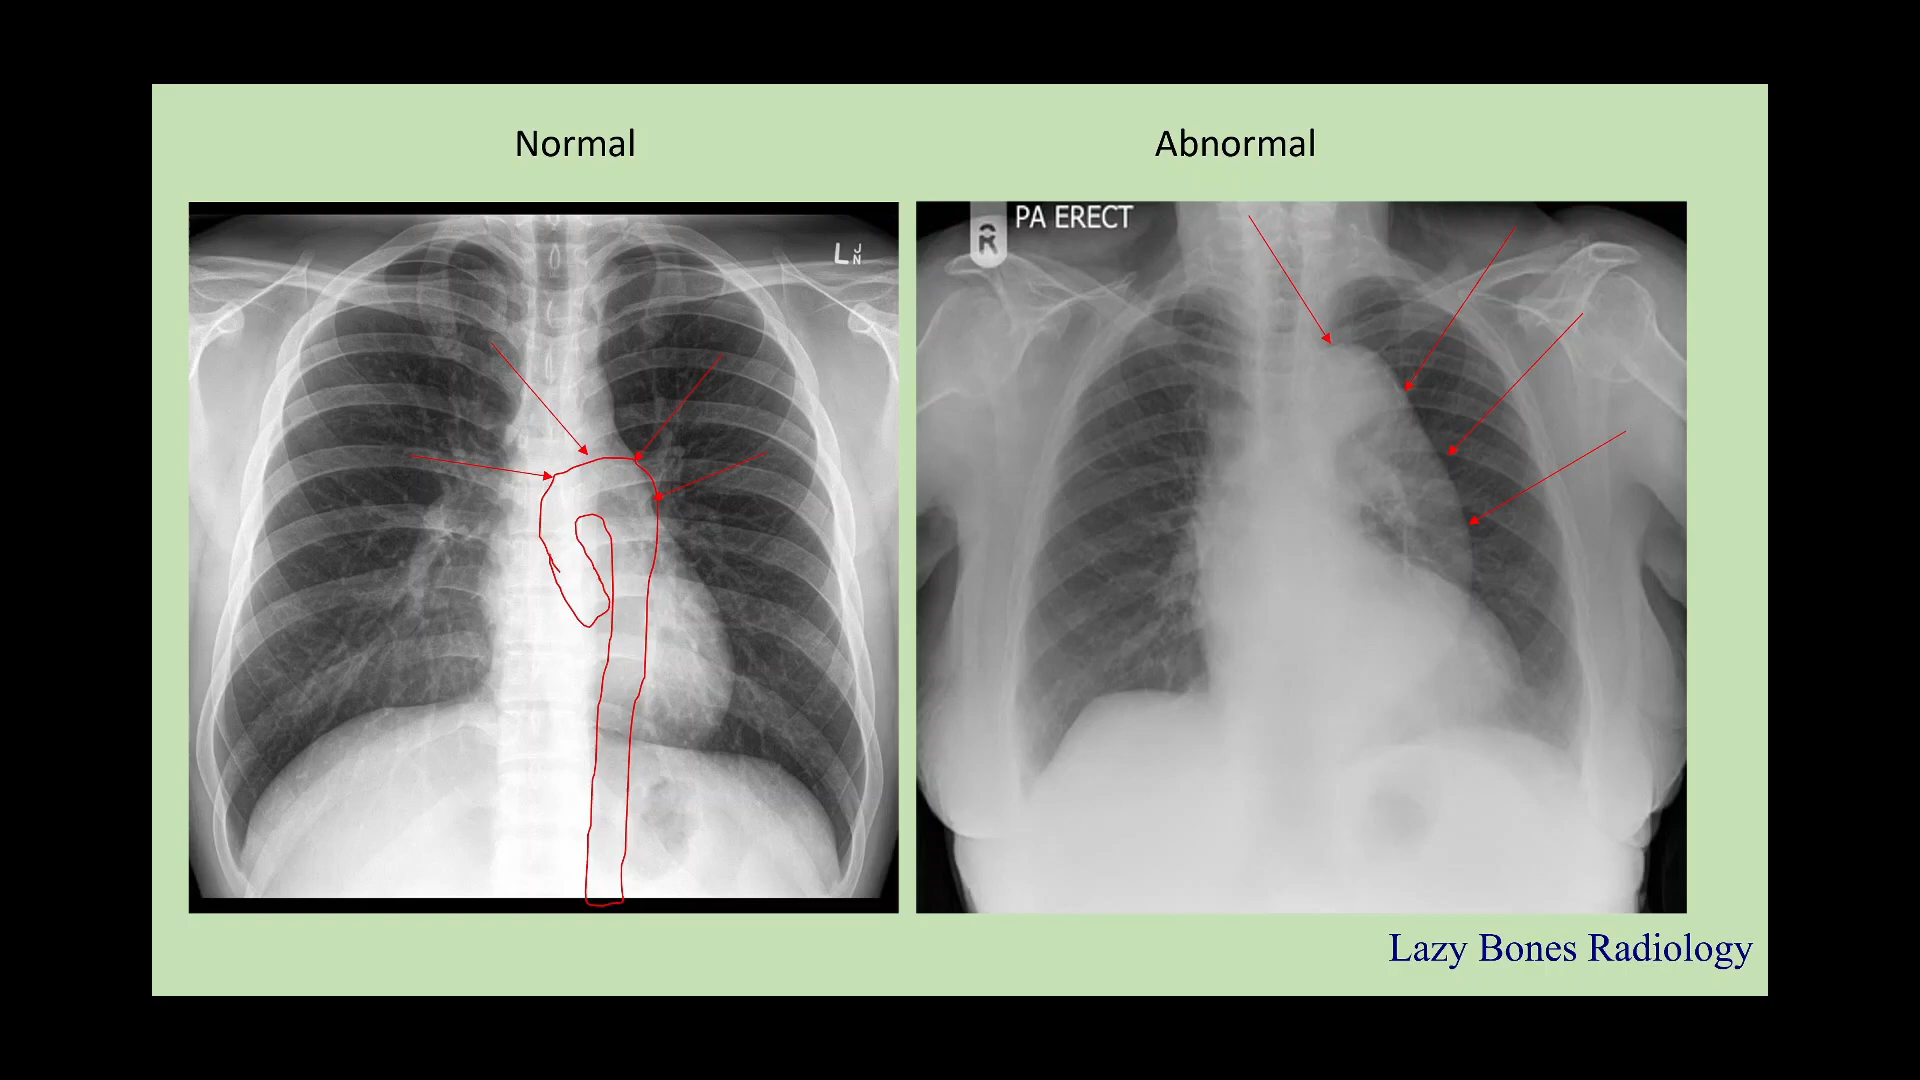 Normal
Abnormal
L J
N
R
PA ERECT
Lazy Bones Radiology